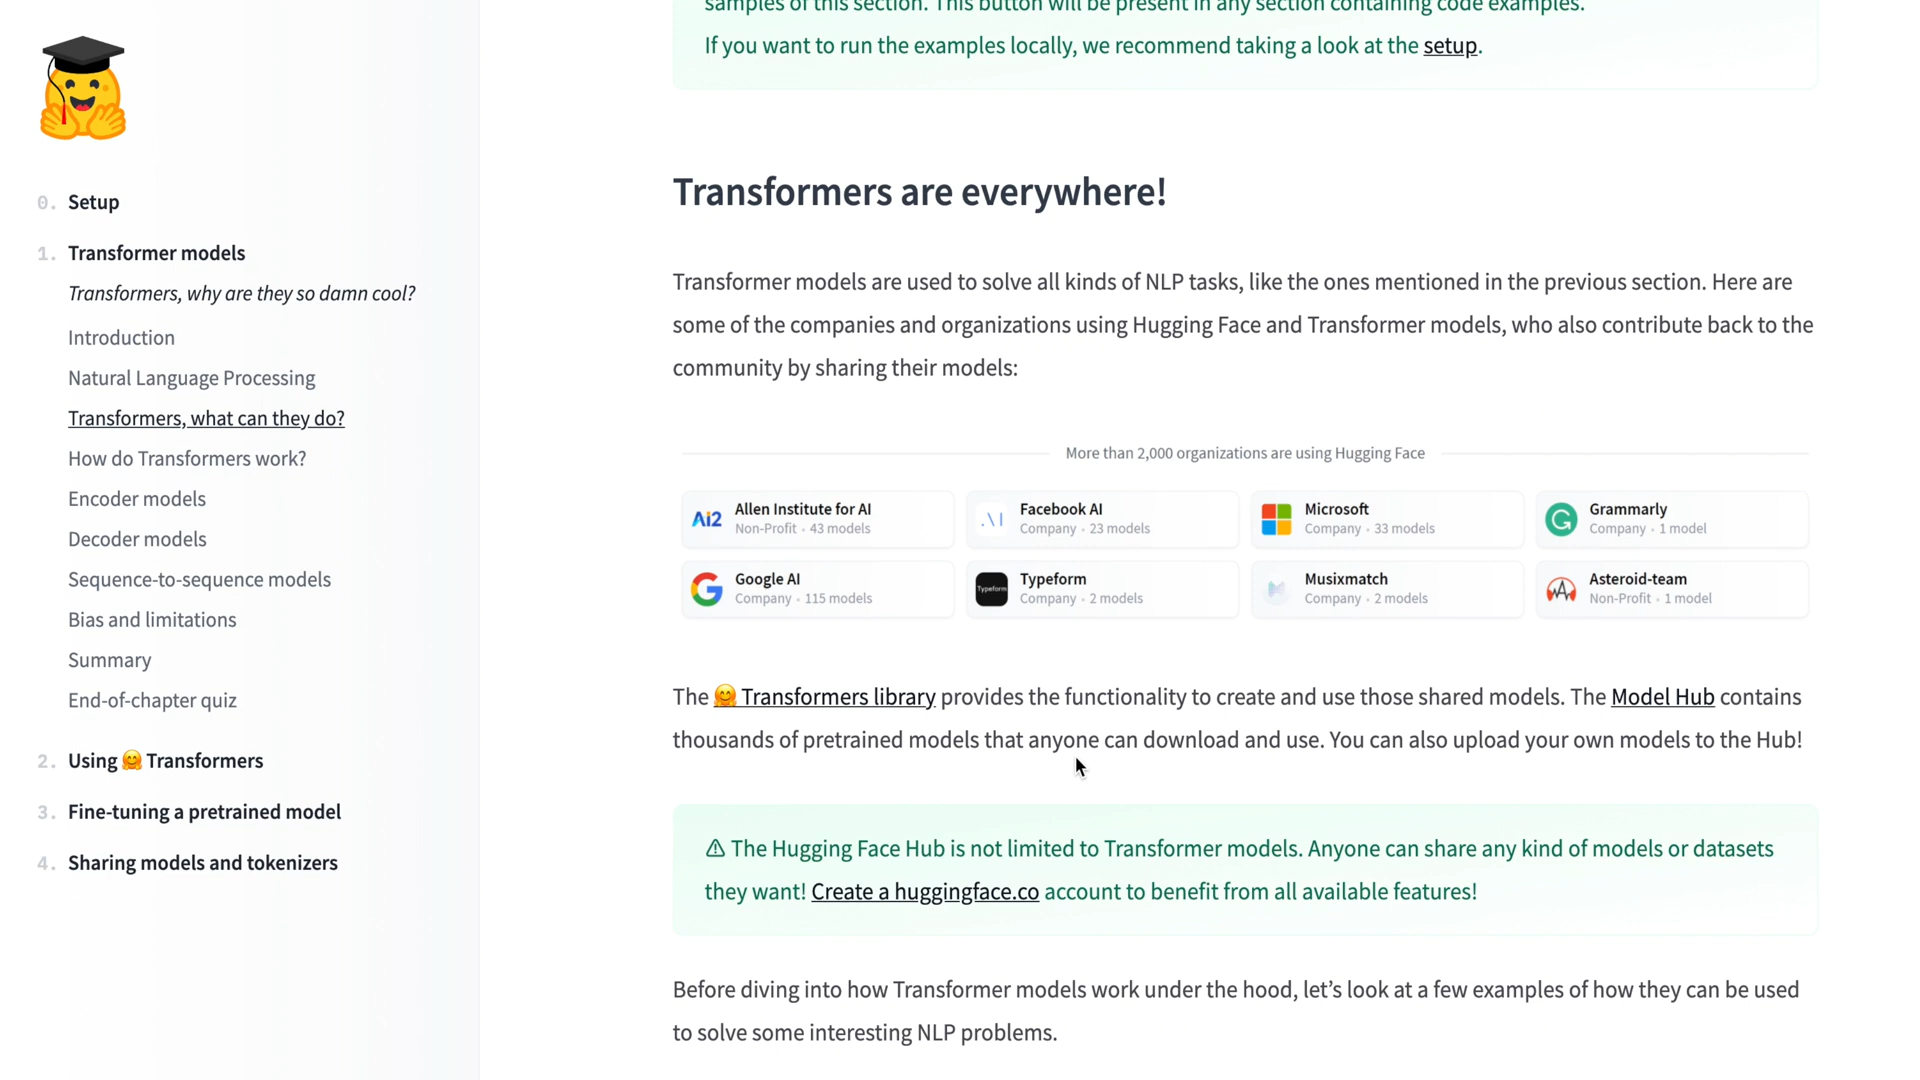 0. Setup
1. Transformer models
Transformers, why are they so damn cool?
Introduction
Natural Language Processing
Transformers, what can they do?
How do Transformers work?
Encoder models
Decoder models
Sequence-to-sequence models
Bias and limitations
Summary
End-of-chapter quiz
2. Using 🤗 Transformers
3. Fine-tuning a pretrained model
4. Sharing models and tokenizers
samples of this section. This button will be present in any section containing code examples.
If you want to run the examples locally, we recommend taking a look at the setup.
Transformers are everywhere!
Transformer models are used to solve all kinds of NLP tasks, like the ones mentioned in the previous section. Here are
some of the companies and organizations using Hugging Face and Transformer models, who also contribute back to the
community by sharing their models:
More than 2,000 organizations are using Hugging Face
Ai2 Allen Institute for AI
Non-Profit • 43 models
Facebook AI
Company • 23 models
Microsoft
Company • 33 models
Grammarly
Company • 1 model
Google AI
Company • 115 models
Typeform Typeform
Company • 2 models
Musixmatch
Company • 2 models
Asteroid-team
Non-Profit • 1 model
The 🤗 Transformers library provides the functionality to create and use those shared models. The Model Hub contains
thousands of pretrained models that anyone can download and use. You can also upload your own models to the Hub!
⚠ The Hugging Face Hub is not limited to Transformer models. Anyone can share any kind of models or datasets
they want! Create a huggingface.co account to benefit from all available features!
Before diving into how Transformer models work under the hood, let’s look at a few examples of how they can be used
to solve some interesting NLP problems.